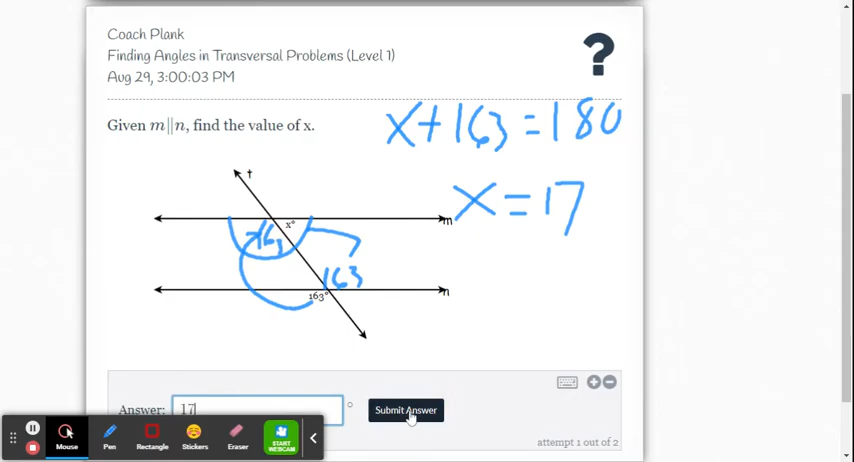 Coach Plank
Finding Angles in Transversal Problems (Level 1)
Aug 29, 3:00:03 PM
?
Given m||n, find the value of x.
x+163=180
x=17
t
x°
m
163
163
n
163°
Answer: 17 °
Submit Answer
attempt 1 out of 2
Mouse
Pen
Rectangle
Stickers
Eraser
START WEBCAM